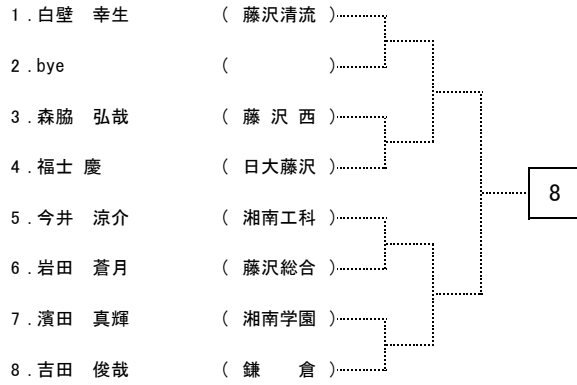 1 . 白壁　幸生 ( 藤沢清流 )
2 . bye (　　　　)
3 . 森脇　弘哉 ( 藤 沢 西 )
4 . 福士 慶 ( 日大藤沢 )
5 . 今井　涼介 ( 湘南工科 )
8
6 . 岩田　蒼月 ( 藤沢総合 )
7 . 濱田　真輝 ( 湘南学園 )
8 . 吉田　俊哉 ( 鎌　　倉 )